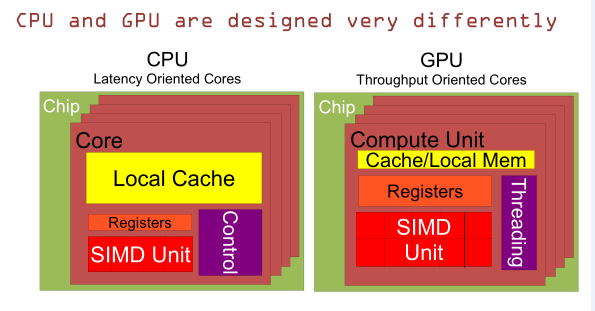 CPU and GPU are designed very differently
CPU
Latency Oriented Cores
Chip
Core
Local Cache
Registers
SIMD Unit
Control
GPU
Throughput Oriented Cores
Chip
Compute Unit
Cache/Local Mem
Registers
SIMD
Unit
Threading